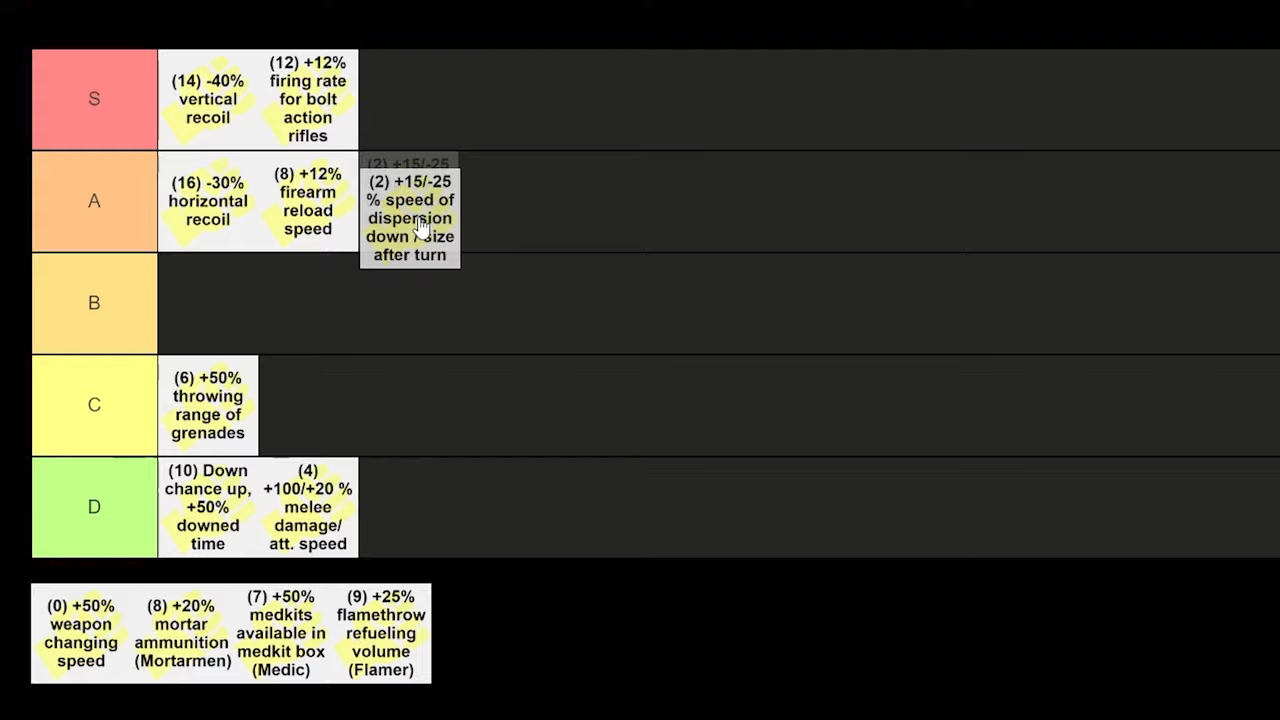 S
(14) -40%
vertical
recoil
(12) +12%
firing rate
for bolt
action
rifles
A
(16) -30%
horizontal
recoil
(8) +12%
firearm
reload
speed
(2) +15/-25
(2) +15/-25
% speed of
dispersion
down / size
after turn
B
C
(6) +50%
throwing
range of
grenades
D
(10) Down
chance up,
+50%
downed
time
(4)
+100/+20 %
melee
damage/
att. speed
(0) +50%
weapon
changing
speed
(8) +20%
mortar
ammunition
(Mortarmen)
(7) +50%
medkits
available in
medkit box
(Medic)
(9) +25%
flamethrow
refueling
volume
(Flamer)